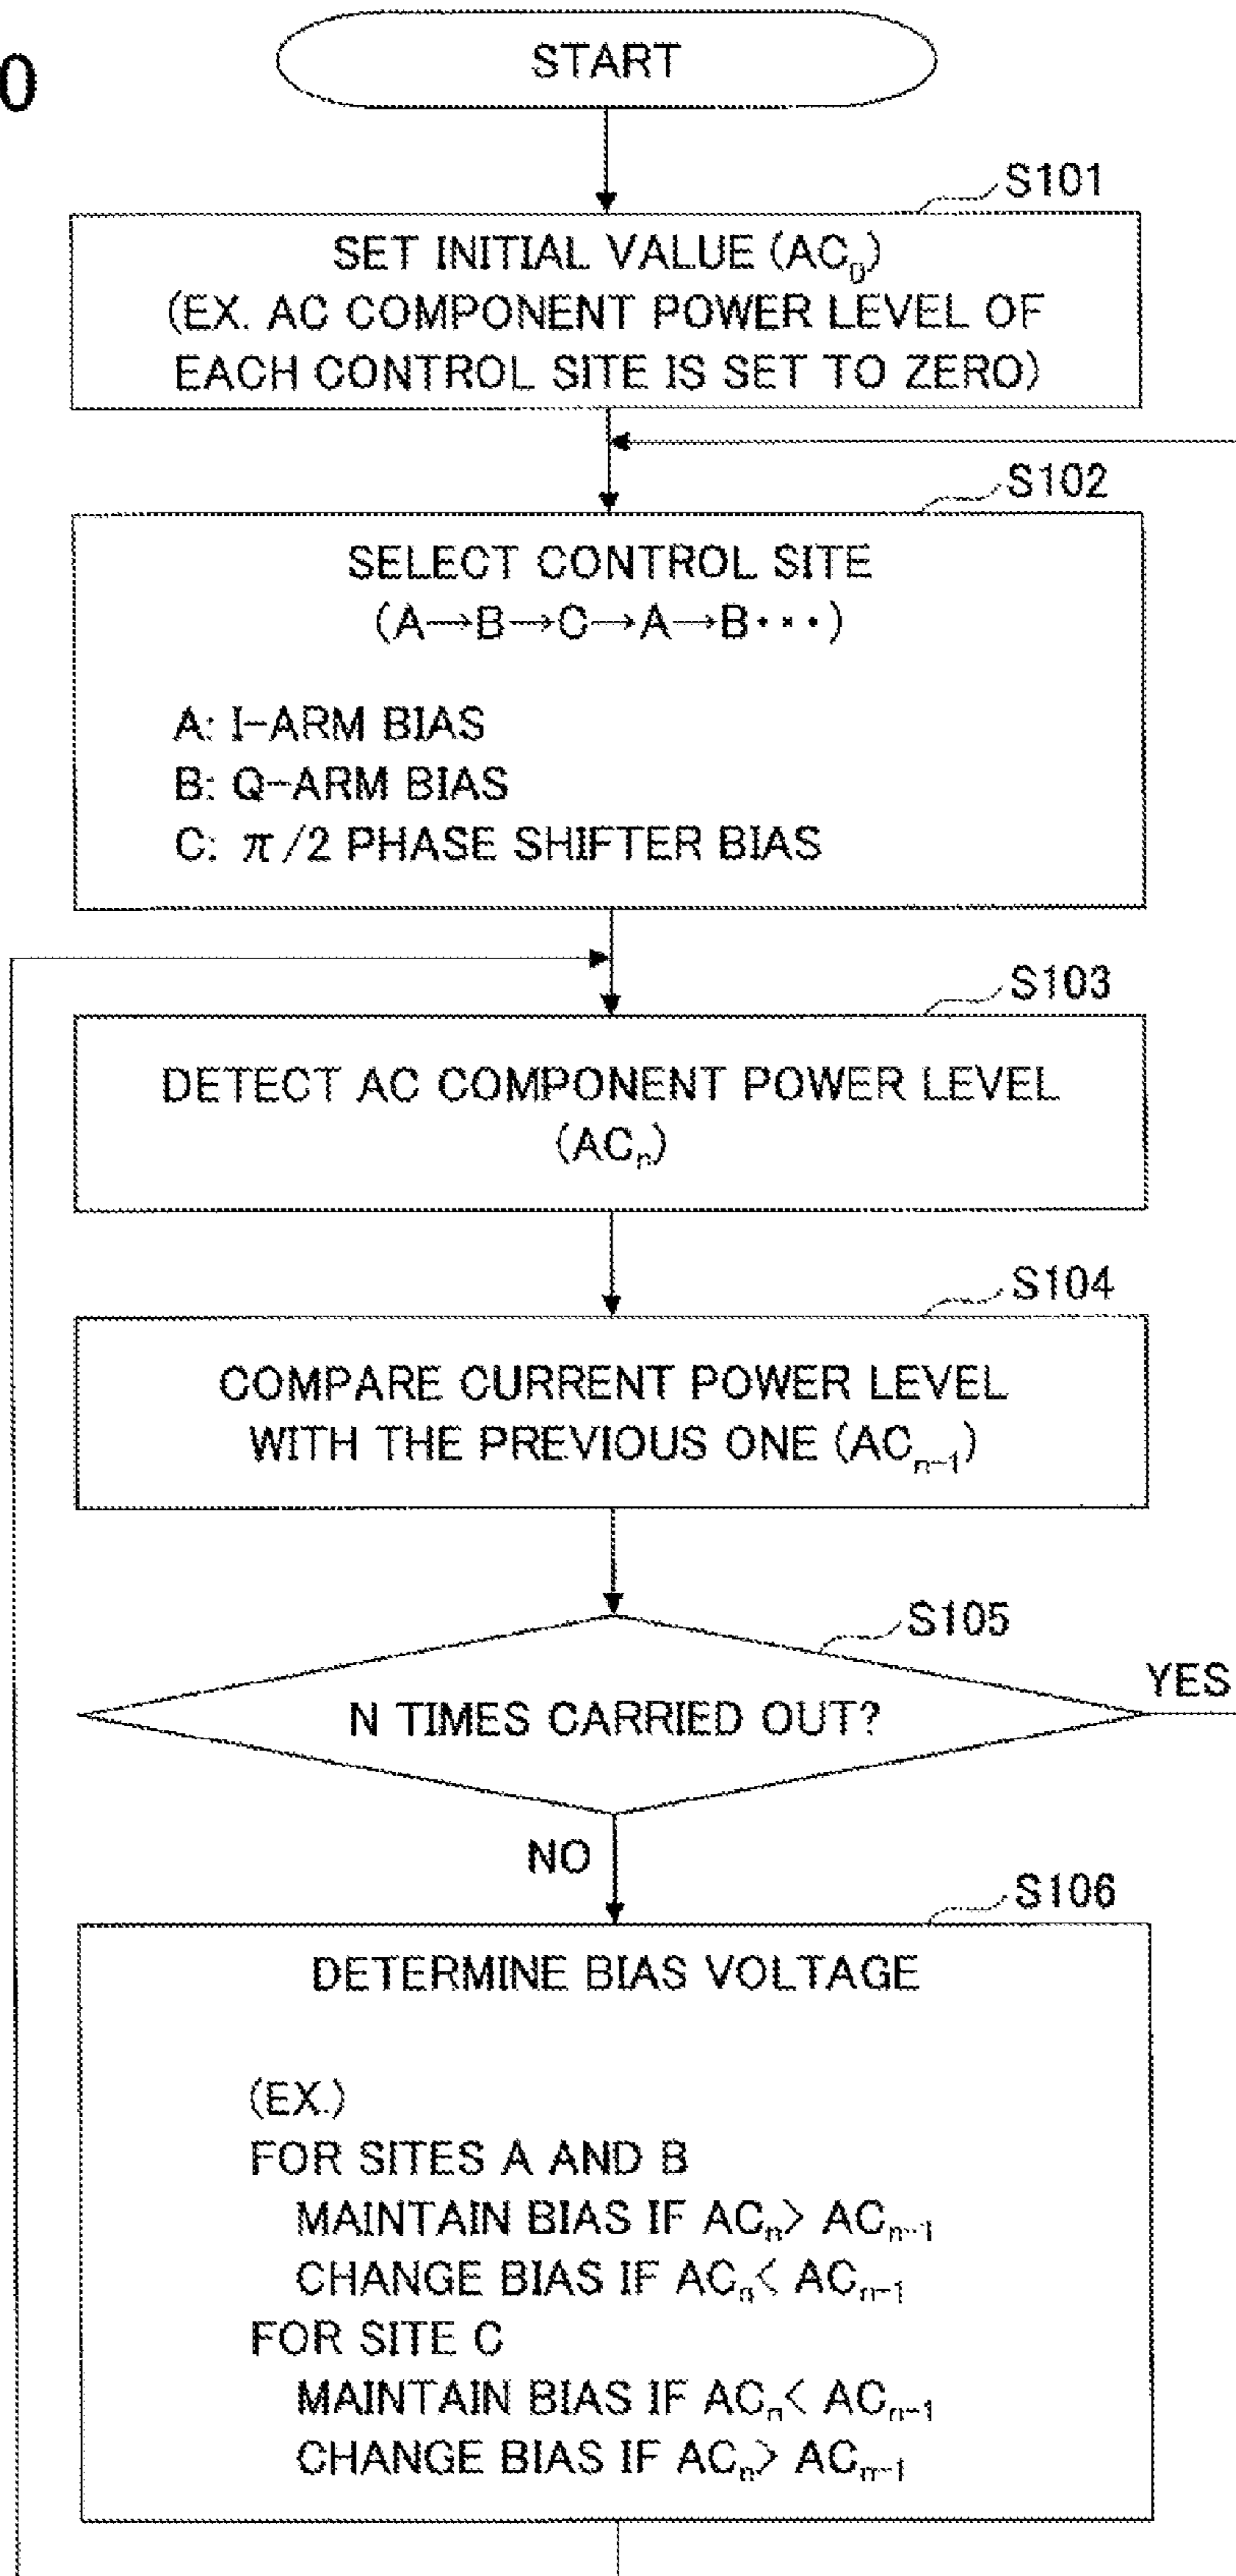 0
START
S101
SET INITIAL VALUE (AC₀)
(EX. AC COMPONENT POWER LEVEL OF
EACH CONTROL SITE IS SET TO ZERO)
S102
SELECT CONTROL SITE
(A→B→C→A→B···)
A: I-ARM BIAS
B: Q-ARM BIAS
C: π/2 PHASE SHIFTER BIAS
S103
DETECT AC COMPONENT POWER LEVEL
(ACₙ)
S104
COMPARE CURRENT POWER LEVEL
WITH THE PREVIOUS ONE (ACₙ₋₁)
S105
N TIMES CARRIED OUT?
YES
NO
S106
DETERMINE BIAS VOLTAGE
(EX.)
FOR SITES A AND B
MAINTAIN BIAS IF ACₙ> ACₙ₋₁
CHANGE BIAS IF ACₙ< ACₙ₋₁
FOR SITE C
MAINTAIN BIAS IF ACₙ< ACₙ₋₁
CHANGE BIAS IF ACₙ> ACₙ₋₁